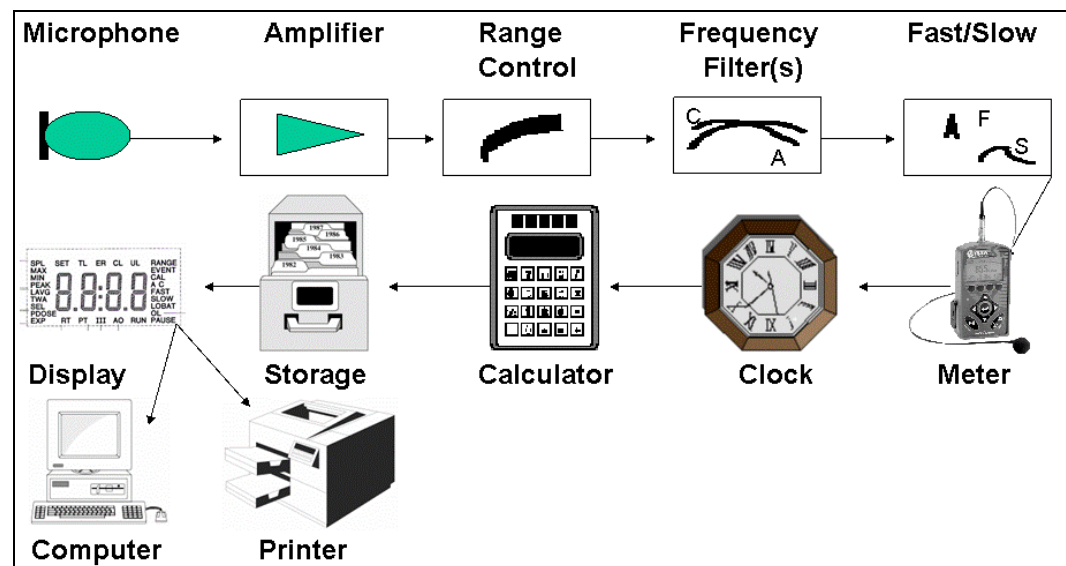 Microphone
Amplifier
Range
Control
Frequency
Filter(s)
Fast/Slow
C
A
F
S
SPL SET TL ER CL UL RANGE
MAX EVENT
MIN CAL
PEAK A C
LAVG FAST
TWA SLOW
SEL LOBAT
PDOSE OL
EXP RT PT III AO RUN PAUSE
8.8:8.8
1987
1986
1985
1984
1983
1982
Display
Storage
Calculator
Clock
Meter
Computer
Printer